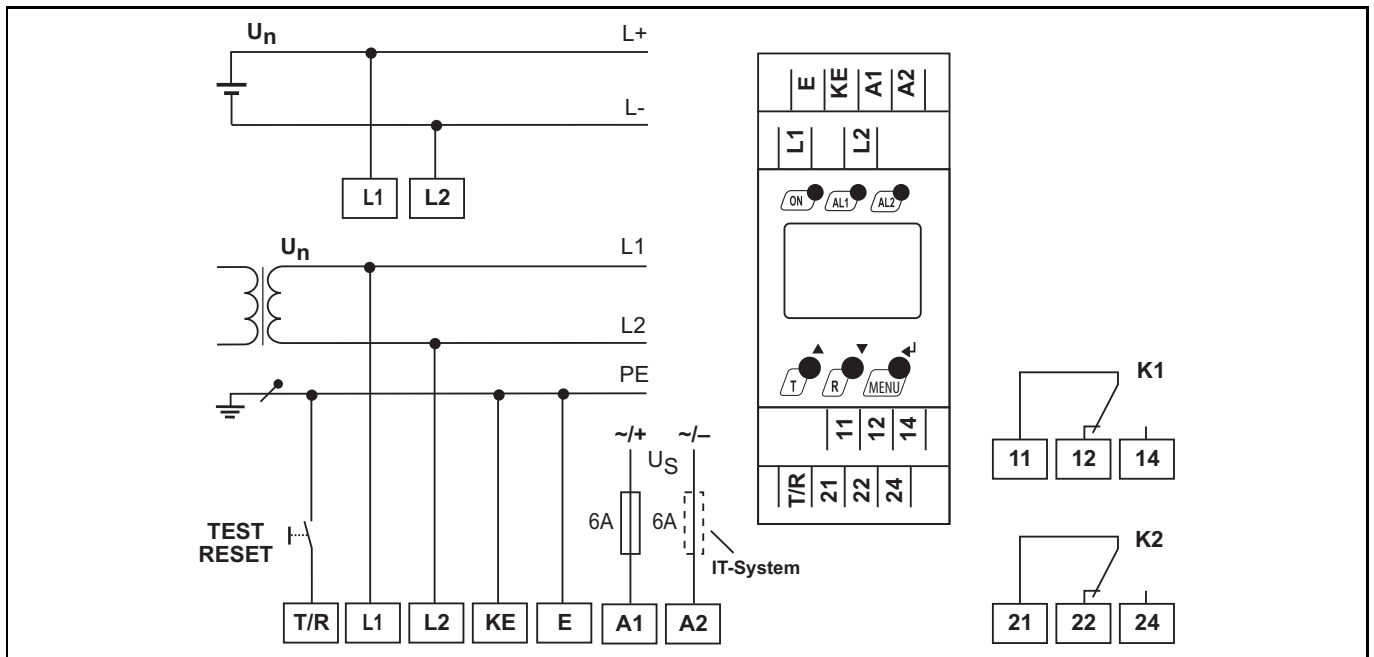 Un
L+
L-
L1
L2
Un
L1
L2
PE
TEST
RESET
~/+
~/–
US
6A
6A
IT-System
T/R
L1
L2
KE
E
A1
A2
E
KE
A1
A2
L1
L2
ON
AL1
AL2
T
R
MENU
11
12
14
T/R
21
22
24
K1
11
12
14
K2
21
22
24